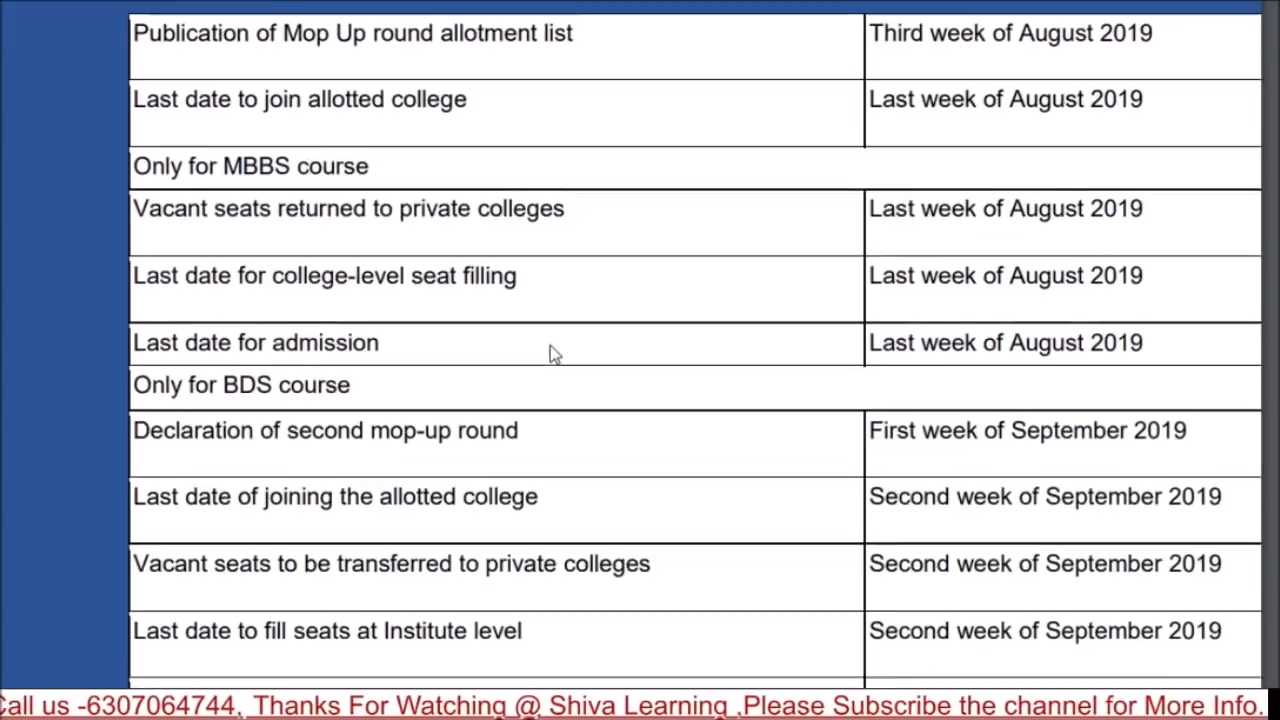 Publication of Mop Up round allotment list Third week of August 2019
Last date to join allotted college Last week of August 2019
Only for MBBS course
Vacant seats returned to private colleges Last week of August 2019
Last date for college-level seat filling Last week of August 2019
Last date for admission Last week of August 2019
Only for BDS course
Declaration of second mop-up round First week of September 2019
Last date of joining the allotted college Second week of September 2019
Vacant seats to be transferred to private colleges Second week of September 2019
Last date to fill seats at Institute level Second week of September 2019
Call us -6307064744, Thanks For Watching @ Shiva Learning ,Please Subscribe the channel for More Info.